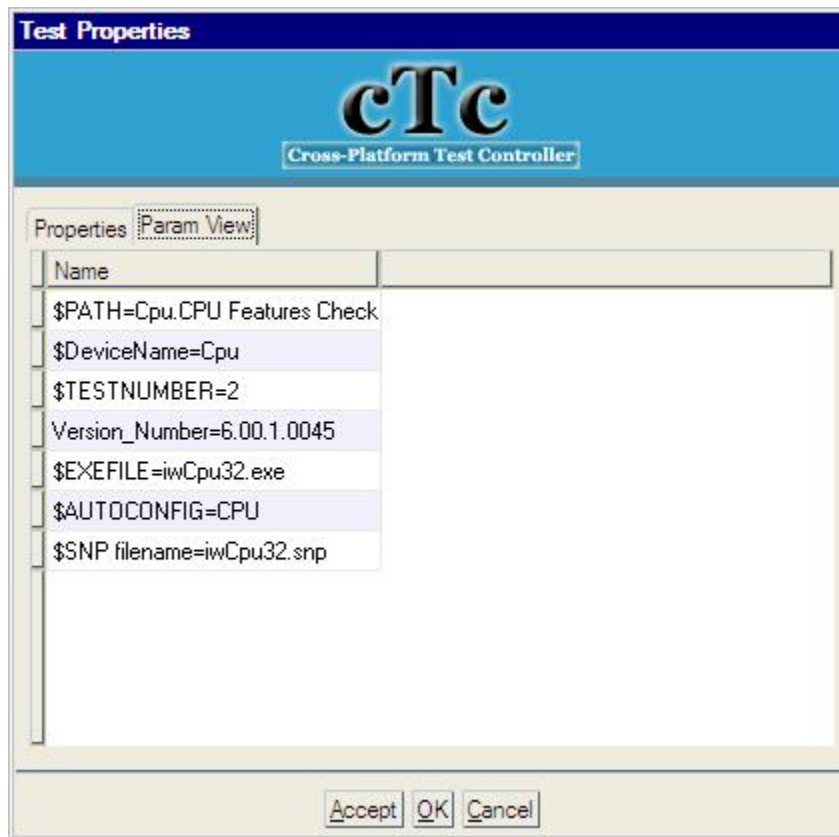 Test Properties
cTc
Cross-Platform Test Controller
Properties Param View
Name
$PATH=Cpu.CPU Features Check
$DeviceName=Cpu
$TESTNUMBER=2
Version_Number=6.00.1.0045
$EXEFILE=iwCpu32.exe
$AUTOCONFIG=CPU
$SNP filename=iwCpu32.snp
Accept OK Cancel